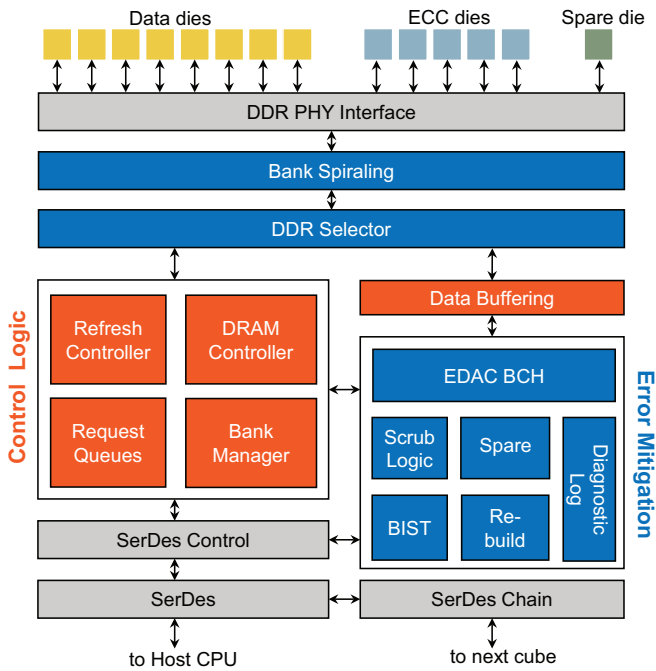 Data dies
ECC dies
Spare die
DDR PHY Interface
Bank Spiraling
DDR Selector
Control Logic
Refresh
Controller
DRAM
Controller
Request
Queues
Bank
Manager
Data Buffering
EDAC BCH
Scrub
Logic
Spare
Diagnostic
Log
BIST
Re-
build
Error Mitigation
SerDes Control
SerDes
SerDes Chain
to Host CPU
to next cube